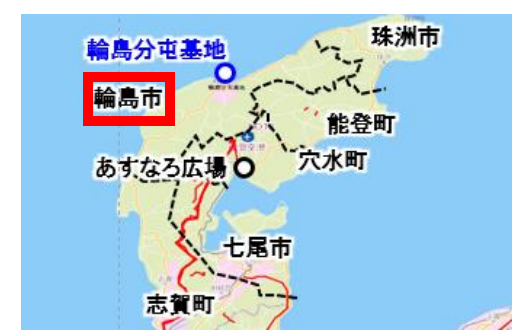 珠洲市
輪島分屯基地
輪島市
能登町
穴水町
あすなろ広場
七尾市
志賀町